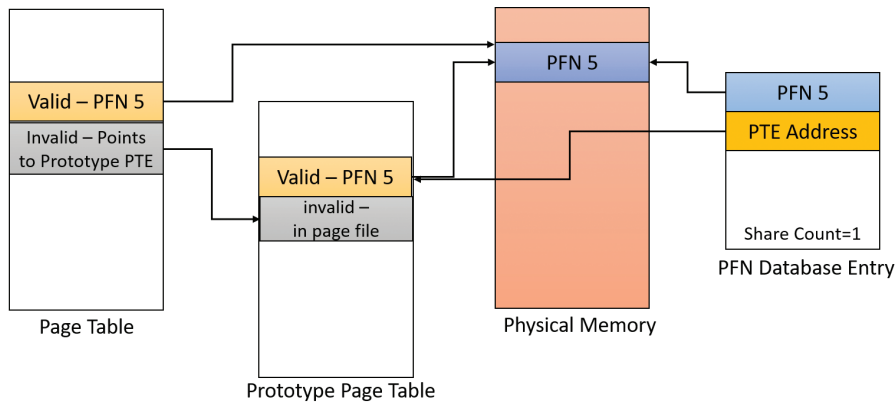 Valid – PFN 5
Invalid – Points
to Prototype PTE
Page Table
Valid – PFN 5
invalid –
in page file
Prototype Page Table
PFN 5
Physical Memory
PFN 5
PTE Address
Share Count=1
PFN Database Entry